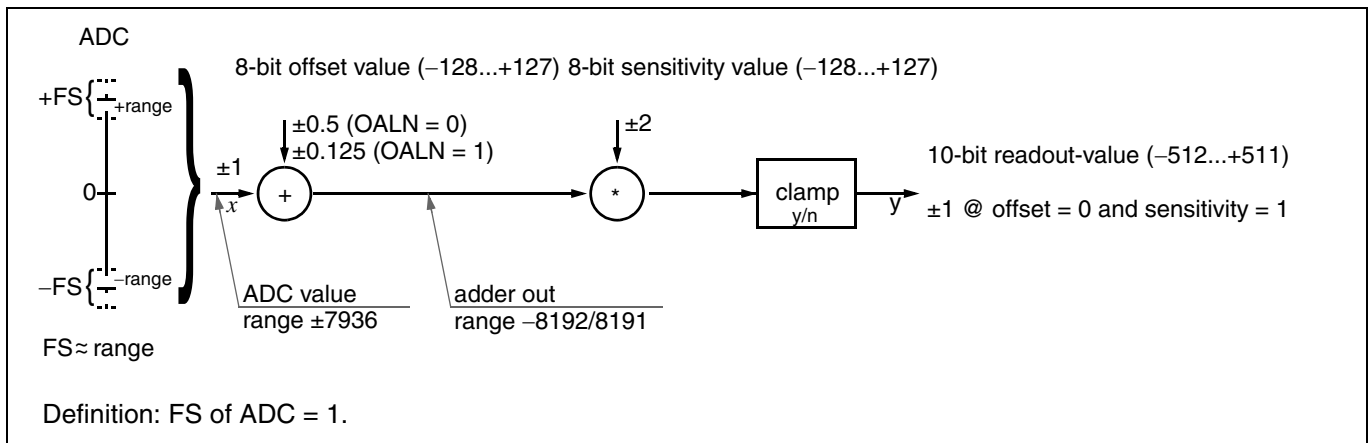 ADC
8-bit offset value (−128...+127) 8-bit sensitivity value (−128...+127)
+FS{
+range
±0.5 (OALN = 0)
±0.125 (OALN = 1)
±2
±1
10-bit readout-value (−512...+511)
0
x
+
*
clamp
y/n
y
±1 @ offset = 0 and sensitivity = 1
−FS{
−range
ADC value
range ±7936
adder out
range −8192/8191
FS≈ range
Definition: FS of ADC = 1.